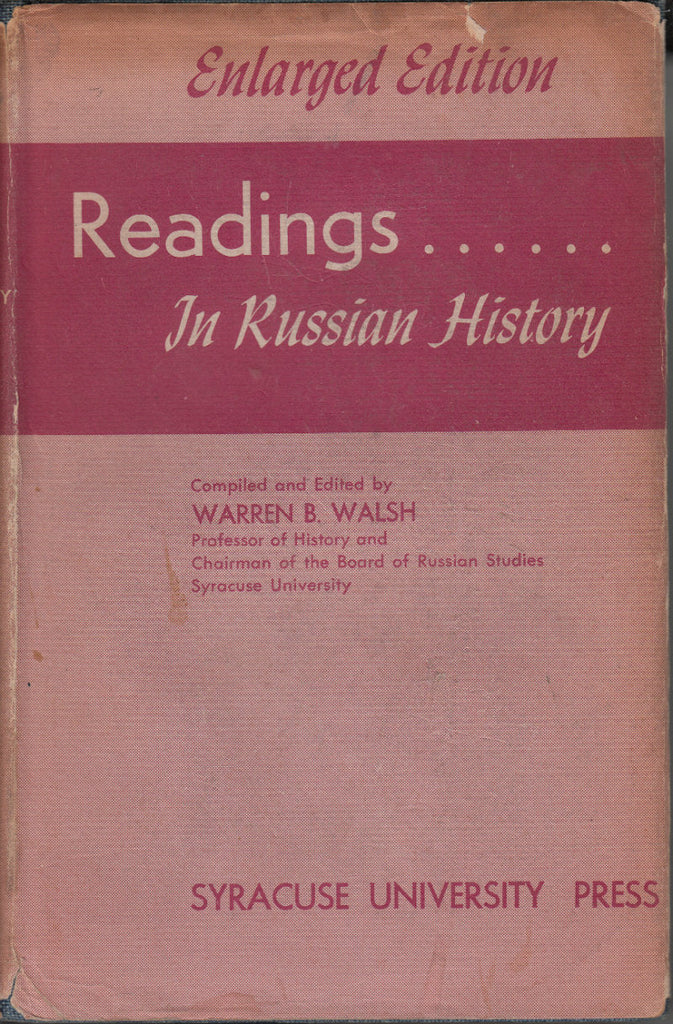 Enlarged Edition
Readings . . . . . .
In Russian History
Y
Compiled and Edited by
WARREN B. WALSH
Professor of History and
Chairman of the Board of Russian Studies
Syracuse University
SYRACUSE UNIVERSITY PRESS